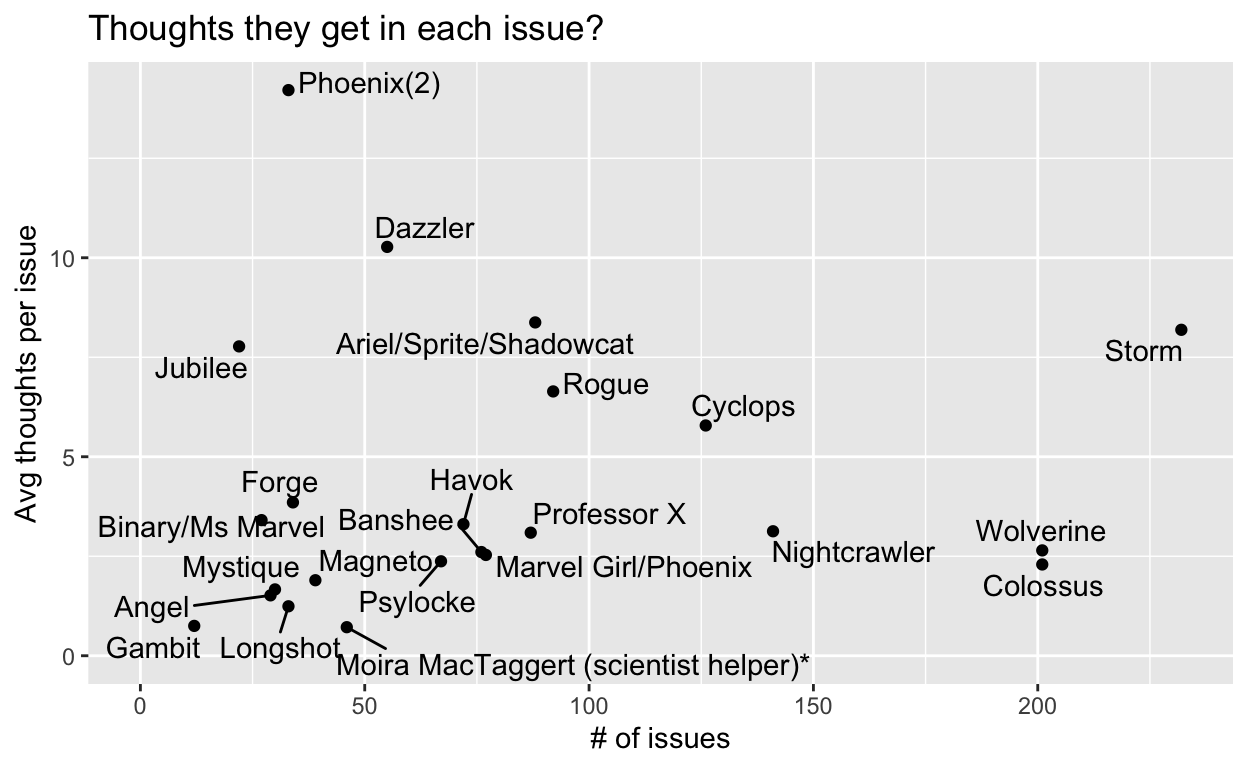 Thoughts they get in each issue?
Phoenix(2)
Dazzler
10
Ariel/Sprite/Shadowcat
Storm
Jubilee
Rogue
Cyclops
5
Forge
Havok
Binary/Ms Marvel
Banshee
Professor X
Wolverine
Nightcrawler
Mystique
Magneto
Marvel Girl/Phoenix
Colossus
Angel
Psylocke
Gambit
Longshot
Moira MacTaggert (scientist helper)*
0
Avg thoughts per issue
0
50
100
150
200
# of issues